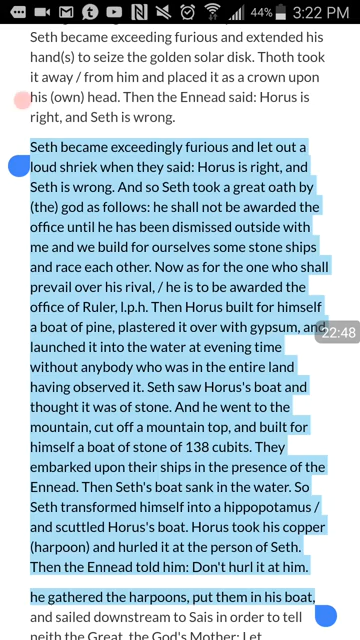 44% 3:22 PM
Seth became exceeding furious and extended his
hand(s) to seize the golden solar disk. Thoth took
it away / from him and placed it as a crown upon
his (own) head. Then the Ennead said: Horus is
right, and Seth is wrong.
Seth became exceedingly furious and let out a
loud shriek when they said: Horus is right, and
Seth is wrong. And so Seth took a great oath by
(the) god as follows: he shall not be awarded the
office until he has been dismissed outside with
me and we build for ourselves some stone ships
and race each other. Now as for the one who shall
prevail over his rival, / he is to be awarded the
office of Ruler, l.p.h. Then Horus built for himself
a boat of pine, plastered it over with gypsum, and
22:48
launched it into the water at evening time
without anybody who was in the entire land
having observed it. Seth saw Horus's boat and
thought it was of stone. And he went to the
mountain, cut off a mountain top, and built for
himself a boat of stone of 138 cubits. They
embarked upon their ships in the presence of the
Ennead. Then Seth's boat sank in the water. So
Seth transformed himself into a hippopotamus /
and scuttled Horus's boat. Horus took his copper
(harpoon) and hurled it at the person of Seth.
Then the Ennead told him: Don't hurl it at him.
he gathered the harpoons, put them in his boat,
and sailed downstream to Sais in order to tell
neith the Great, the God's Mother: Let